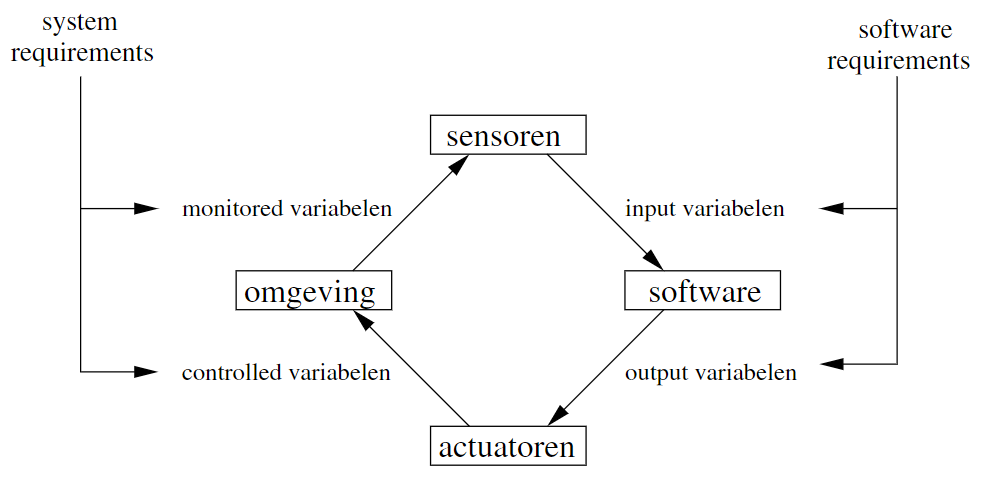 system
requirements
software
requirements
sensoren
monitored variabelen
input variabelen
omgeving
software
controlled variabelen
output variabelen
actuatoren